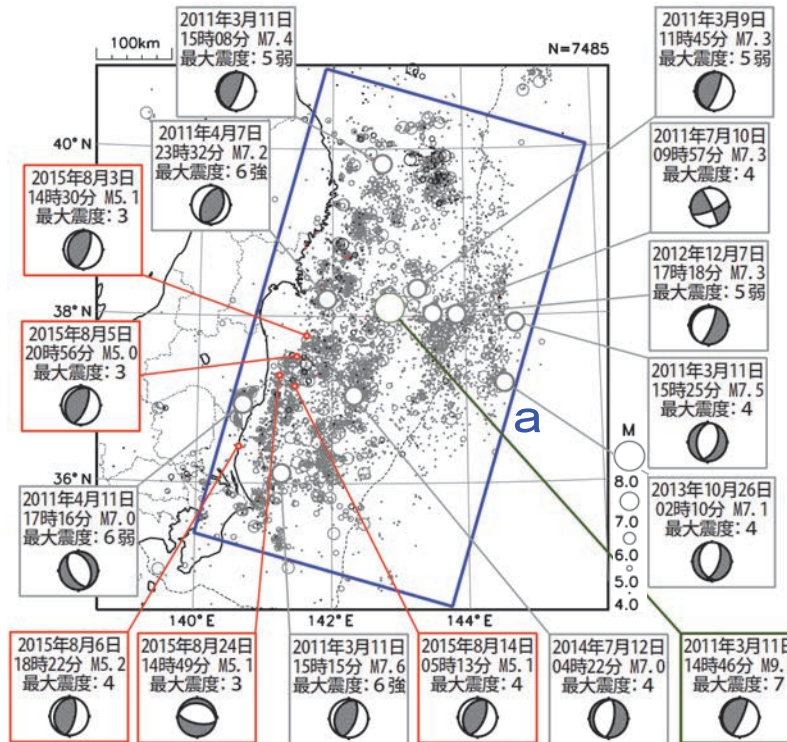 2011年3月11日
15時08分 M7.4
最大震度：5弱
2011年3月9日
11時45分 M7.3
最大震度：5弱
100km
N=7485
2011年4月7日
23時32分 M7.2
最大震度：6強
2011年7月10日
09時57分 M7.3
最大震度：4
40°N
2015年8月3日
14時30分 M5.1
最大震度：3
2012年12月7日
17時18分 M7.3
最大震度：5弱
38°N
2015年8月5日
20時56分 M5.0
最大震度：3
2011年3月11日
15時25分 M7.5
最大震度：4
a
M
36°N
8.0
7.0
6.0
5.0
4.0
2011年4月11日
17時16分 M7.0
最大震度：6弱
2013年10月26日
02時10分 M7.1
最大震度：4
140°E
142°E
144°E
2015年8月6日
18時22分 M5.2
最大震度：4
2015年8月24日
14時49分 M5.1
最大震度：3
2011年3月11日
15時15分 M7.6
最大震度：6強
2015年8月14日
05時13分 M5.1
最大震度：4
2014年7月12日
04時22分 M7.0
最大震度：4
2011年3月11日
14時46分 M9.
最大震度：7